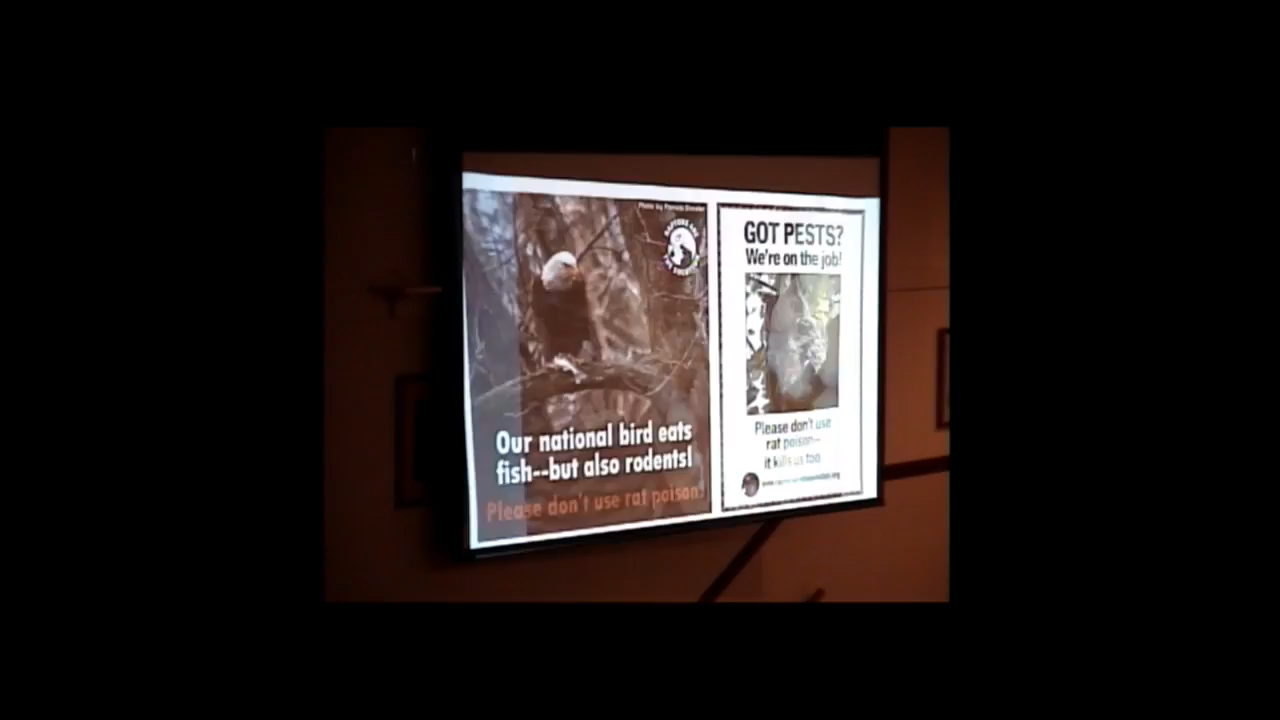 Our national bird eats
fish--but also rodents!
Please don't use rat poison!
GOT PESTS?
We're on the job!
Please don't use
rat poison--
it kills us too